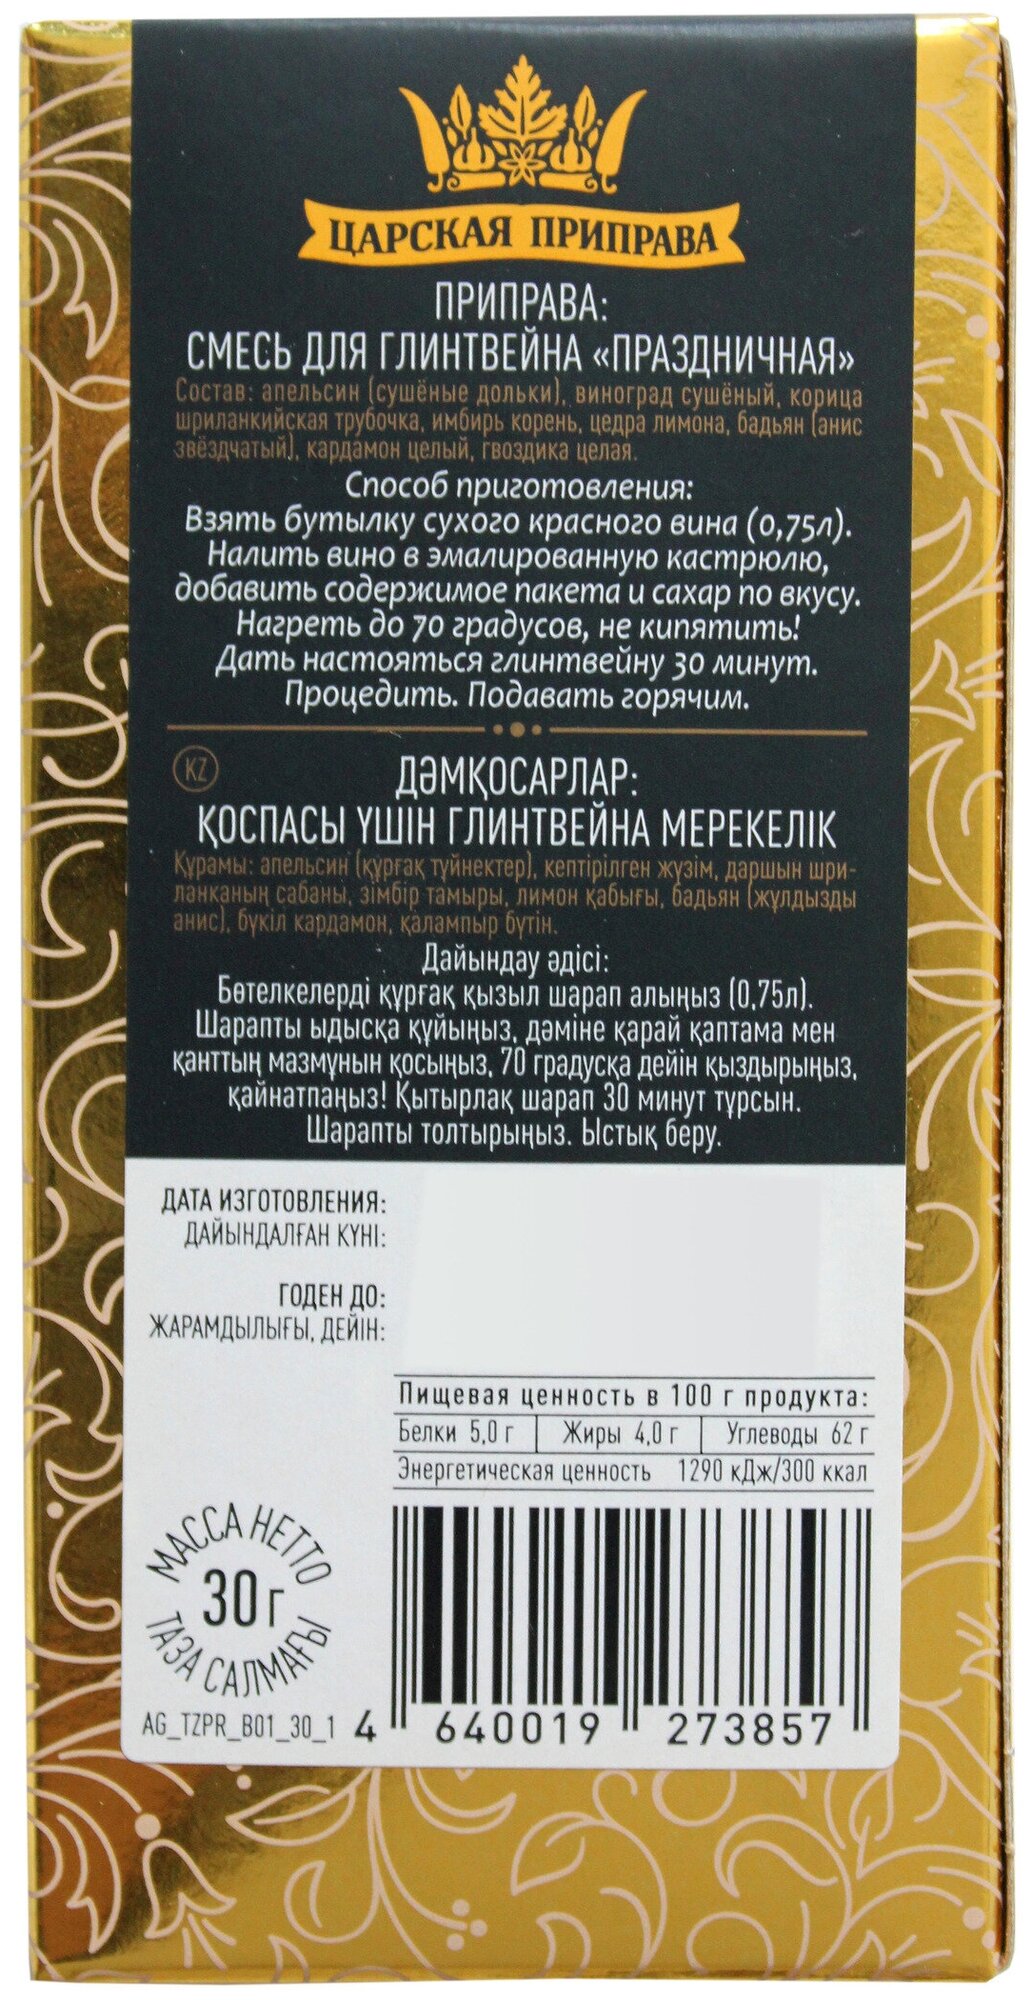 ЦАРСКАЯ ПРИПРАВА
ПРИПРАВА:
СМЕСЬ ДЛЯ ГЛИНТВЕЙНА «ПРАЗДНИЧНАЯ»
Состав: апельсин (сушёные дольки), виноград сушёный, корица
шриланкийская трубочка, имбирь корень, цедра лимона, бадьян (анис
звёздчатый), кардамон целый, гвоздика целая.
Способ приготовления:
Взять бутылку сухого красного вина (0,75л).
Налить вино в эмалированную кастрюлю,
добавить содержимое пакета и сахар по вкусу.
Нагреть до 70 градусов, не кипятить!
Дать настояться глинтвейну 30 минут.
Процедить. Подавать горячим.
KZ
ДӘМҚОСАРЛАР:
ҚОСПАСЫ ҮШІН ГЛИНТВЕЙНА МЕРЕКЕЛІК
Құрамы: апельсин (құрғақ түйнектер), кептірілген жүзім, даршын шри-
ланканың сабаны, зімбір тамыры, лимон қабығы, бадьян (жұлдызды
анис), бүкіл кардамон, қалампыр бүтін.
Дайындау әдісі:
Бөтелкелерді құрғақ қызыл шарап алыңыз (0,75л).
Шарапты ыдысқа құйыңыз, дәміне қарай қаптама мен
қанттың мазмұнын қосыңыз, 70 градусқа дейін қыздырыңыз,
қайнатпаңыз! Қытырлақ шарап 30 минут тұрсын.
Шарапты толтырыңыз. Ыстық беру.
ДАТА ИЗГОТОВЛЕНИЯ:
ДАЙЫНДАЛҒАН КҮНІ:
ГОДЕН ДО:
ЖАРАМДЫЛЫҒЫ, ДЕЙІН:
Пищевая ценность в 100 г продукта:
Белки 5,0 г Жиры 4,0 г Углеводы 62 г
Энергетическая ценность 1290 кДж/300 ккал
МАССА НЕТТО
30 г
ТАЗА САЛМАҒЫ
AG_TZPR_B01_30_1
4 640019 273857